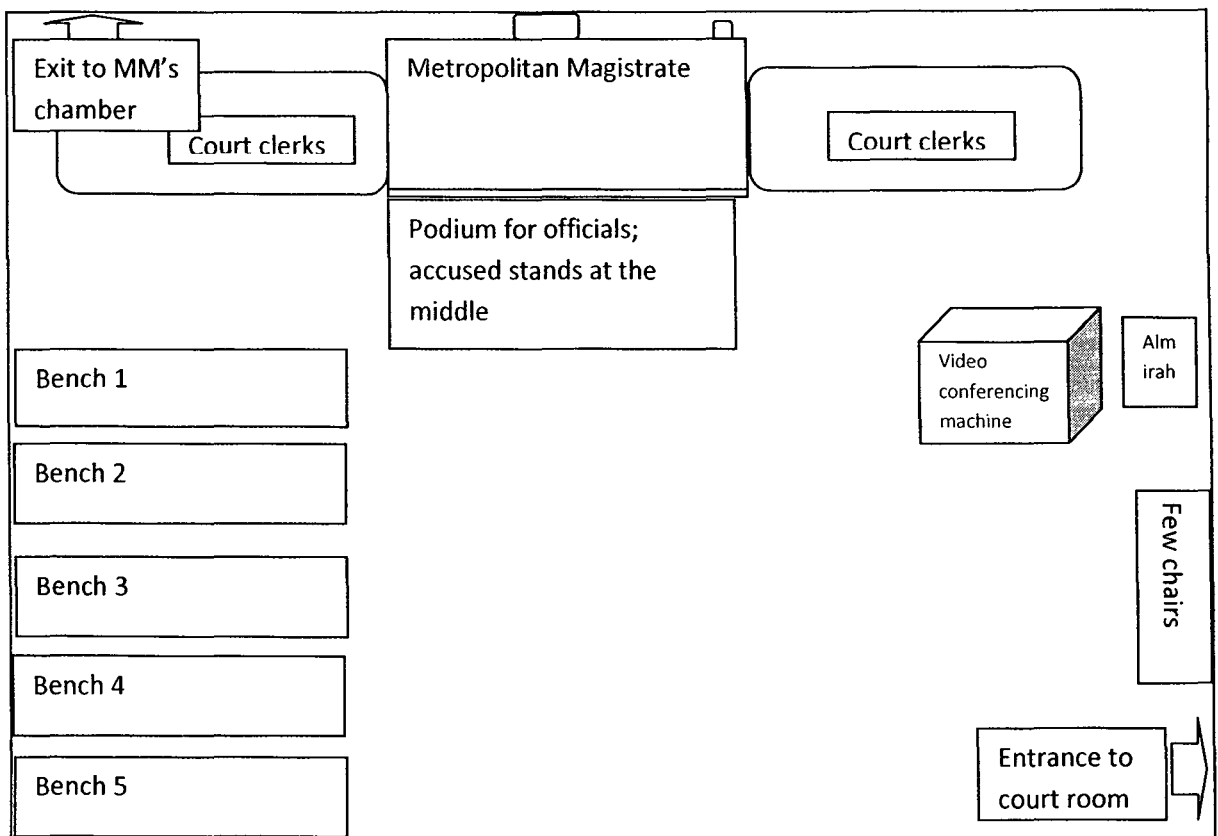 Exit to MM's
chamber
Court clerks
Metropolitan Magistrate
Court clerks
Podium for officials;
accused stands at the
middle
Video
conferencing
machine
Alm
irah
Bench 1
Bench 2
Bench 3
Few chairs
Bench 4
Bench 5
Entrance to
court room